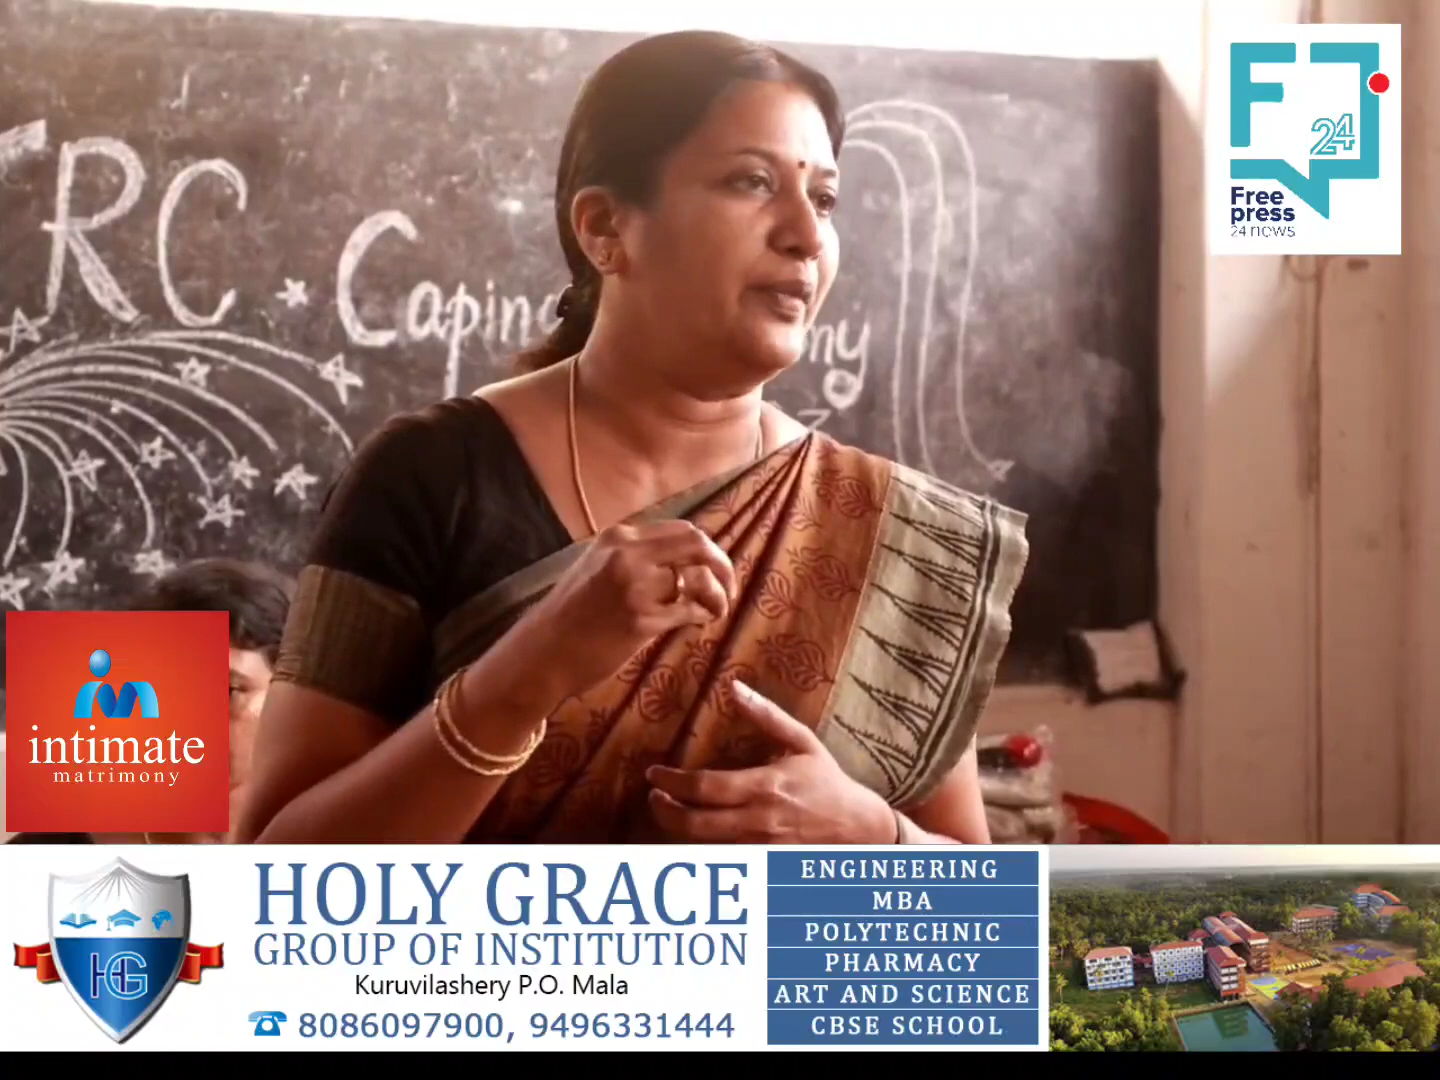 F
24
Free
press
24 news
RC
intimate
matrimony
HG
HOLY GRACE
GROUP OF INSTITUTION
Kuruvilashery P.O. Mala
8086097900, 9496331444
ENGINEERING
MBA
POLYTECHNIC
PHARMACY
ART AND SCIENCE
CBSE SCHOOL